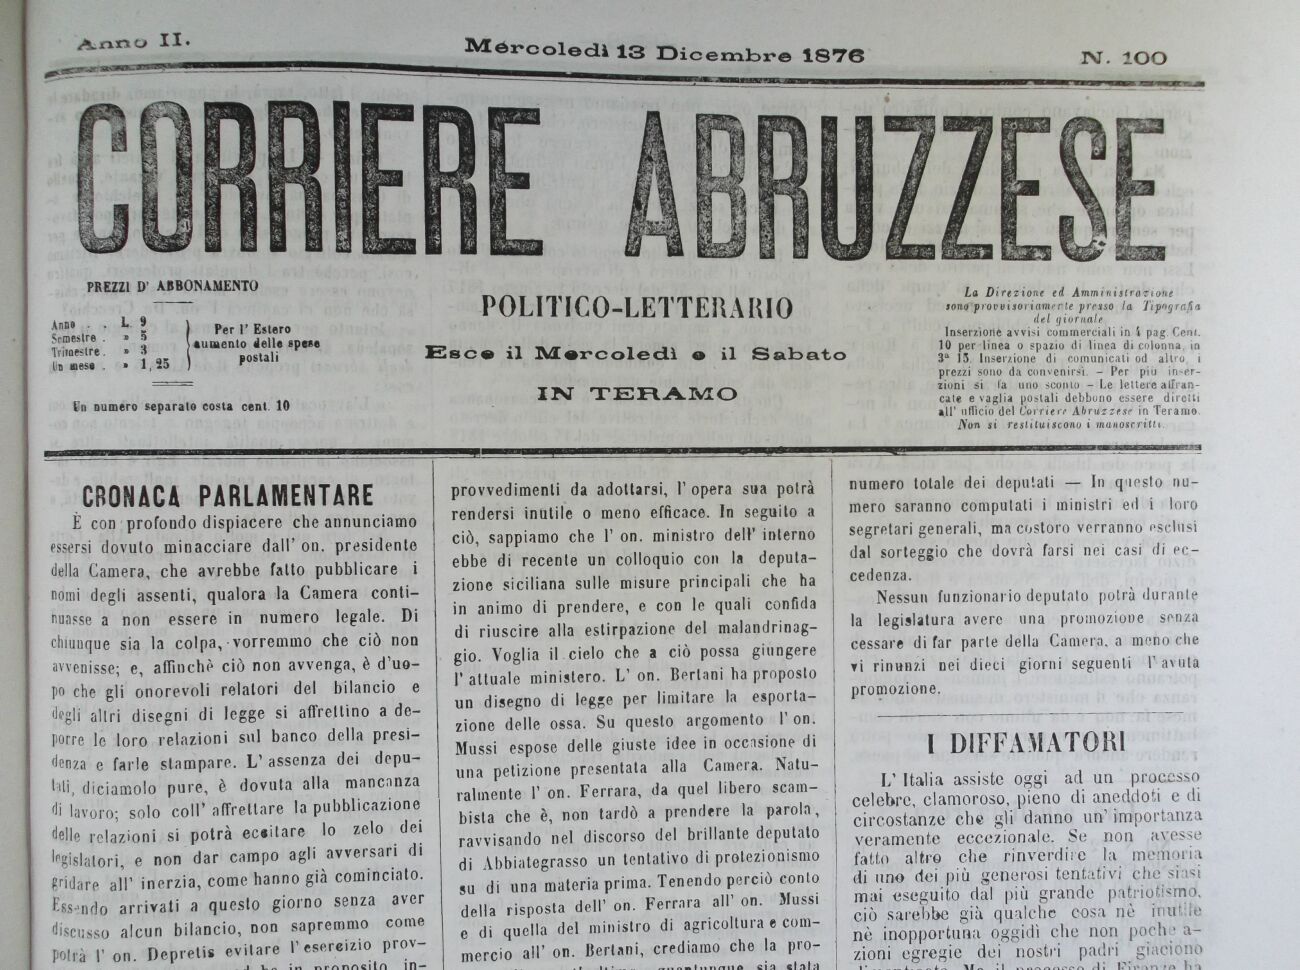 Anno II.
Mercoledì 13 Dicembre 1876
N. 100
CORRIERE ABRUZZESE
PREZZI D' ABBONAMENTO
Anno . . L. 9
Semestre . » 5
Trimestre . » 3
Un mese . » 1, 25
Per l' Estero
aumento delle spese
postali
Un numero separato costa cent. 10
POLITICO-LETTERARIO
Esce il Mercoledì e il Sabato
IN TERAMO
La Direzione ed Amministrazione
sono provvisoriamente presso la Tipografia
del giornale
Inserzione avvisi commerciali in 4 pag. Cent.
10 per linea o spazio di linea di colonna, in
3ª 15. Inserzione di comunicati od altro, i
prezzi sono da convenirsi. – Per più inser-
zioni si fa uno sconto – Le lettere affran-
cate e vaglia postali debbono essere diretti
all' ufficio del Corriere Abruzzese in Teramo.
Non si restituiscono i manoscritti.
CRONACA PARLAMENTARE
È con profondo dispiacere che annunciamo
essersi dovuto minacciare dall' on. presidente
della Camera, che avrebbe fatto pubblicare i
nomi degli assenti, qualora la Camera conti-
nuasse a non essere in numero legale. Di
chiunque sia la colpa, vorremmo che ciò non
avvenisse; e, affinchè ciò non avvenga, è d'uo-
po che gli onorevoli relatori del bilancio e
degli altri disegni di legge si affrettino a de-
porre le loro relazioni sul banco della presi-
denza e farle stampare. L' assenza dei depu-
tati, diciamolo pure, è dovuta alla mancanza
di lavoro; solo coll' affrettare la pubblicazione
delle relazioni si potrà eccitare lo zelo dei
legislatori, e non dar campo agli avversari di
gridare all' inerzia, come hanno già cominciato.
Essendo arrivati a questo giorno senza aver
discusso alcun bilancio, non sapremmo come
potrà l' on. Depretis evitare l'esercizio prov-
ha in proposito in-
provvedimenti da adottarsi, l' opera sua potrà
rendersi inutile o meno efficace. In seguito a
ciò, sappiamo che l' on. ministro dell' interno
ebbe di recente un colloquio con la deputa-
zione siciliana sulle misure principali che ha
in animo di prendere, e con le quali confida
di riuscire alla estirpazione del malandrinag-
gio. Voglia il cielo che a ciò possa giungere
l' attuale ministero. L' on. Bertani ha proposto
un disegno di legge per limitare la esporta-
zione delle ossa. Su questo argomento l' on.
Mussi espose delle giuste idee in occasione di
una petizione presentata alla Camera. Natu-
ralmente l' on. Ferrara, da quel libero scam-
bista che è, non tardò a prendere la parola,
ravvisando nel discorso del brillante deputato
di Abbiategrasso un tentativo di protezionismo
su di una materia prima. Tenendo perciò conto
della risposta dell' on. Ferrara all' on. Mussi
e di quella del ministro di agricoltura e com-
mercio all' on. Bertani, crediamo che la pro-
quantunque sia stata
numero totale dei deputati — In questo nu-
mero saranno computati i ministri ed i loro
segretari generali, ma costoro verranno esclusi
dal sorteggio che dovrà farsi nei casi di ec-
cedenza.
Nessun funzionario deputato potrà durante
la legislatura avere una promozione senza
cessare di far parte della Camera, a meno che
vi rinunzi nei dieci giorni seguenti l' avuta
promozione.
I DIFFAMATORI
L' Italia assiste oggi ad un processo
celebre, clamoroso, pieno di aneddoti e di
circostanze che gli danno un' importanza
veramente eccezionale. Se non avesse
fatto altro che rinverdire la memoria
di uno dei più generosi tentativi che siasi
mai eseguito dal più grande patriotismo,
ciò sarebbe già qualche cosa nè inutile
nè inopportuna oggidì che non poche a-
zioni egregie dei nostri padri giaciono
Ma il processo di Firenze ha